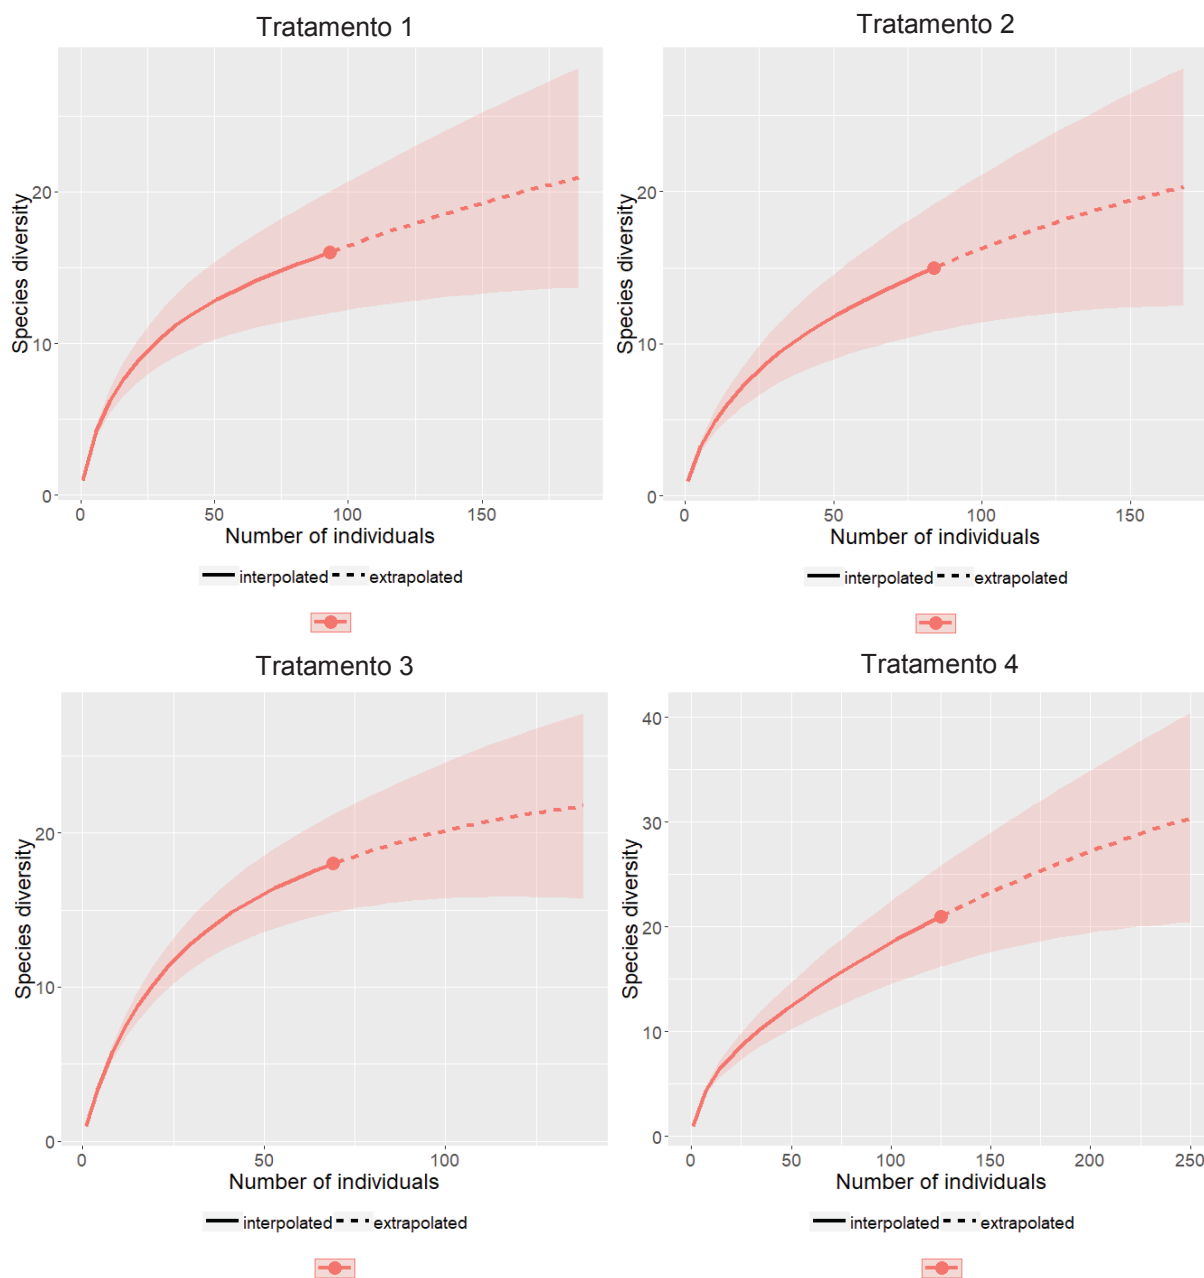 Tratamento 1
Species diversity
20
10
0
0 50 100 150
Number of individuals
interpolated extrapolated
Tratamento 2
Species diversity
20
10
0
0 50 100 150
Number of individuals
interpolated extrapolated
Tratamento 3
Species diversity
20
10
0
0 50 100
Number of individuals
interpolated extrapolated
Tratamento 4
Species diversity
40
30
20
10
0
0 50 100 150 200 250
Number of individuals
interpolated extrapolated